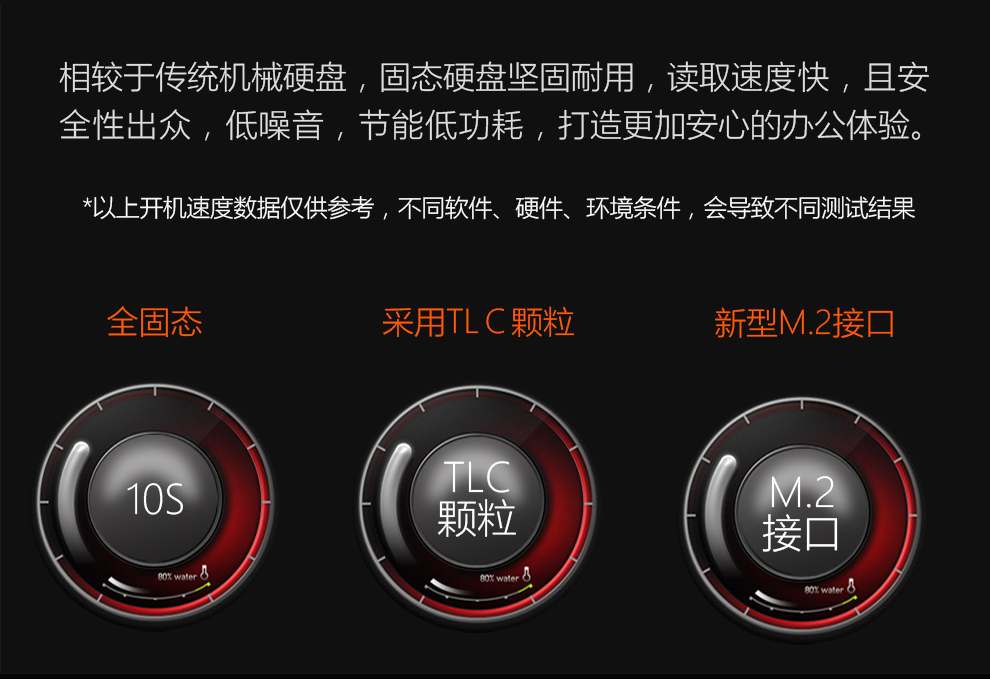 相较于传统机械硬盘，固态硬盘坚固耐用，读取速度快，且安
全性出众，低噪音，节能低功耗，打造更加安心的办公体验。
*以上开机速度数据仅供参考，不同软件、硬件、环境条件，会导致不同测试结果
全固态
采用TLC颗粒
新型M.2接口
10S
TLC
颗粒
M.2
接口
80% water
80% water
80% water